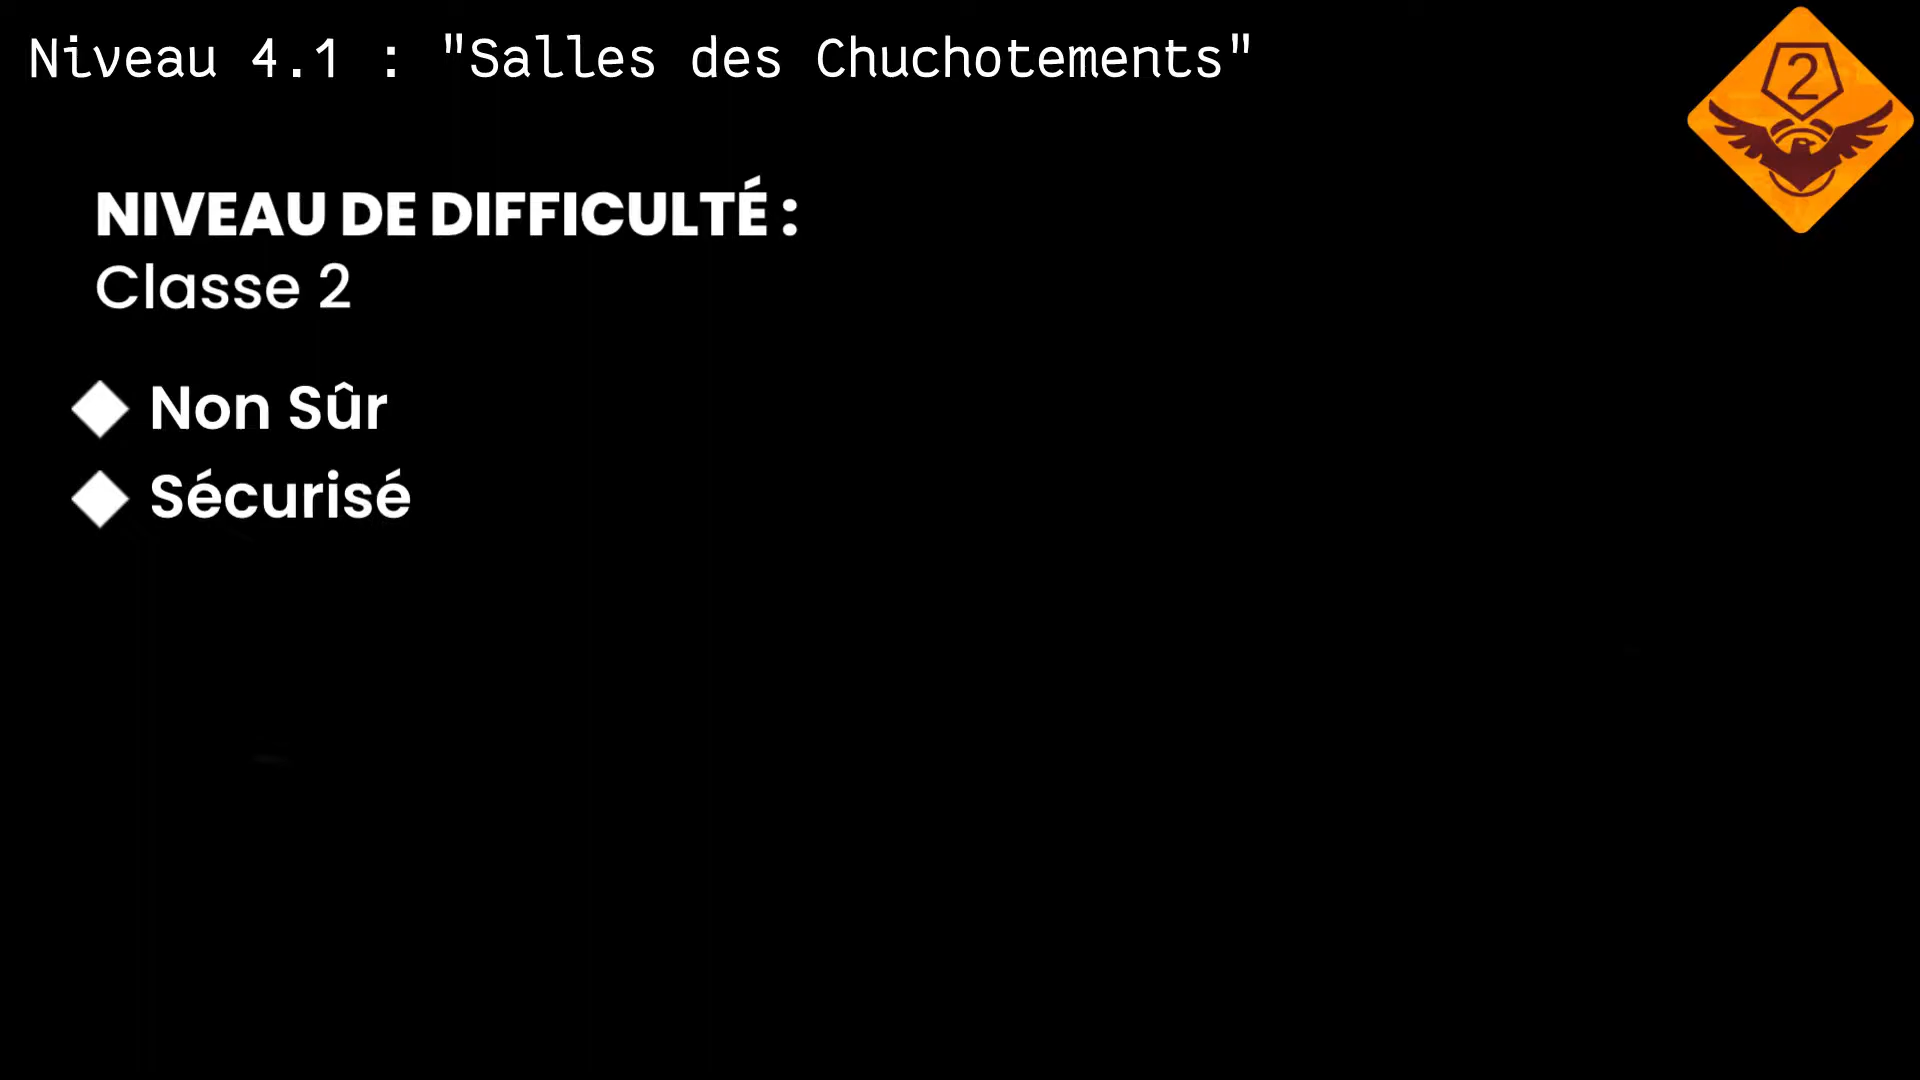 Niveau 4.1 : "Salles des Chuchotements"
2
NIVEAU DE DIFFICULTÉ :
Classe 2
Non Sûr
Sécurisé